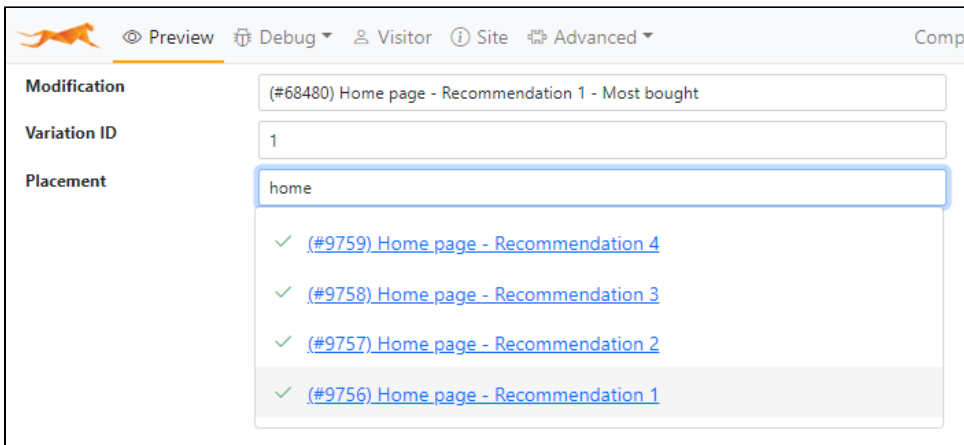 Preview Debug Visitor Site Advanced Comp
Modification (#68480) Home page - Recommendation 1 - Most bought
Variation ID 1
Placement home
(#9759) Home page - Recommendation 4
(#9758) Home page - Recommendation 3
(#9757) Home page - Recommendation 2
(#9756) Home page - Recommendation 1